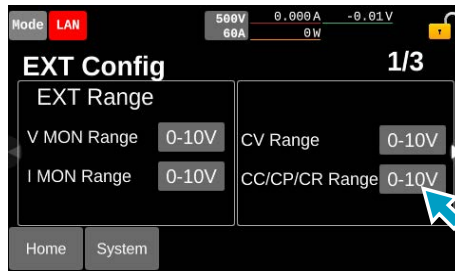 Mode LAN 500V 0.000A -0.01V
60A 0W
EXT Config 1/3
EXT Range
V MON Range 0-10V CV Range 0-10V
I MON Range 0-10V CC/CP/CR Range 0-10V
Home System